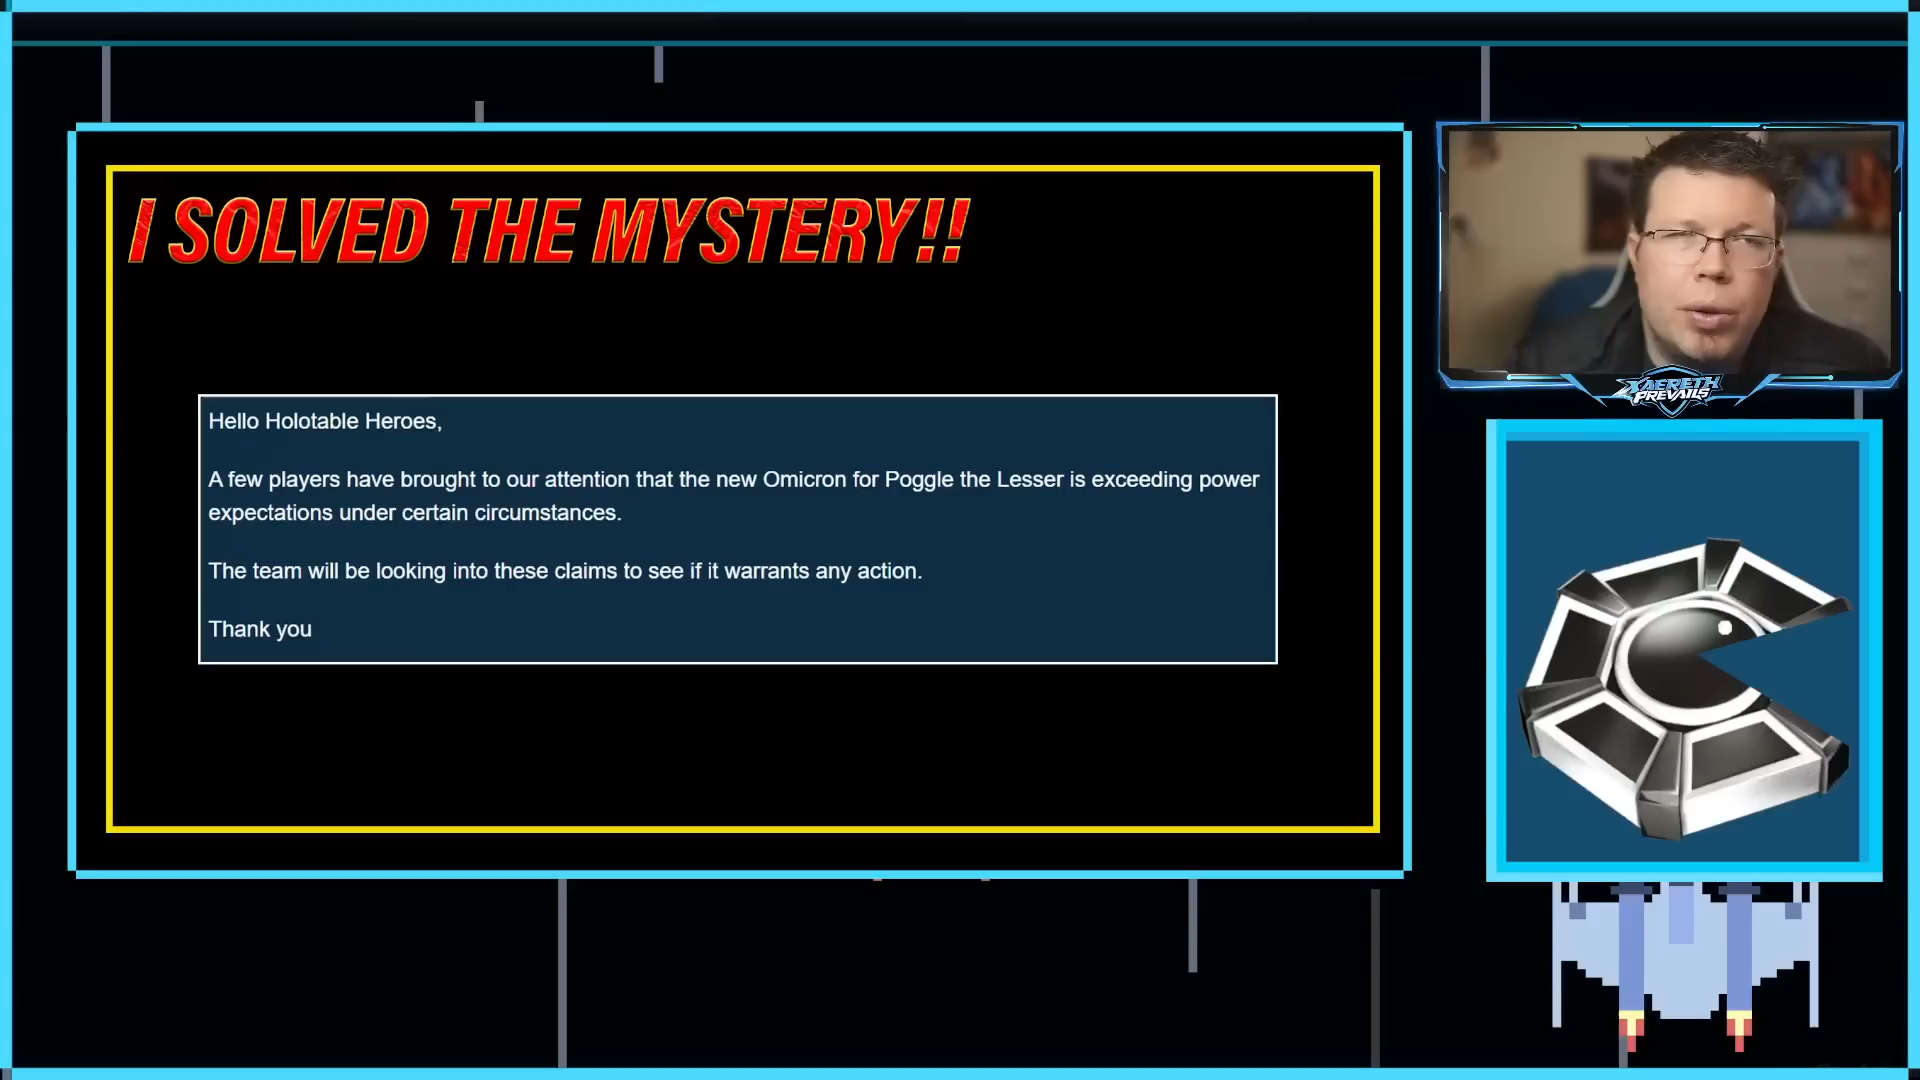 I SOLVED THE MYSTERY!!
Hello Holotable Heroes,
A few players have brought to our attention that the new Omicron for Poggle the Lesser is exceeding power
expectations under certain circumstances.
The team will be looking into these claims to see if it warrants any action.
Thank you
XAERETH
PREVAILS